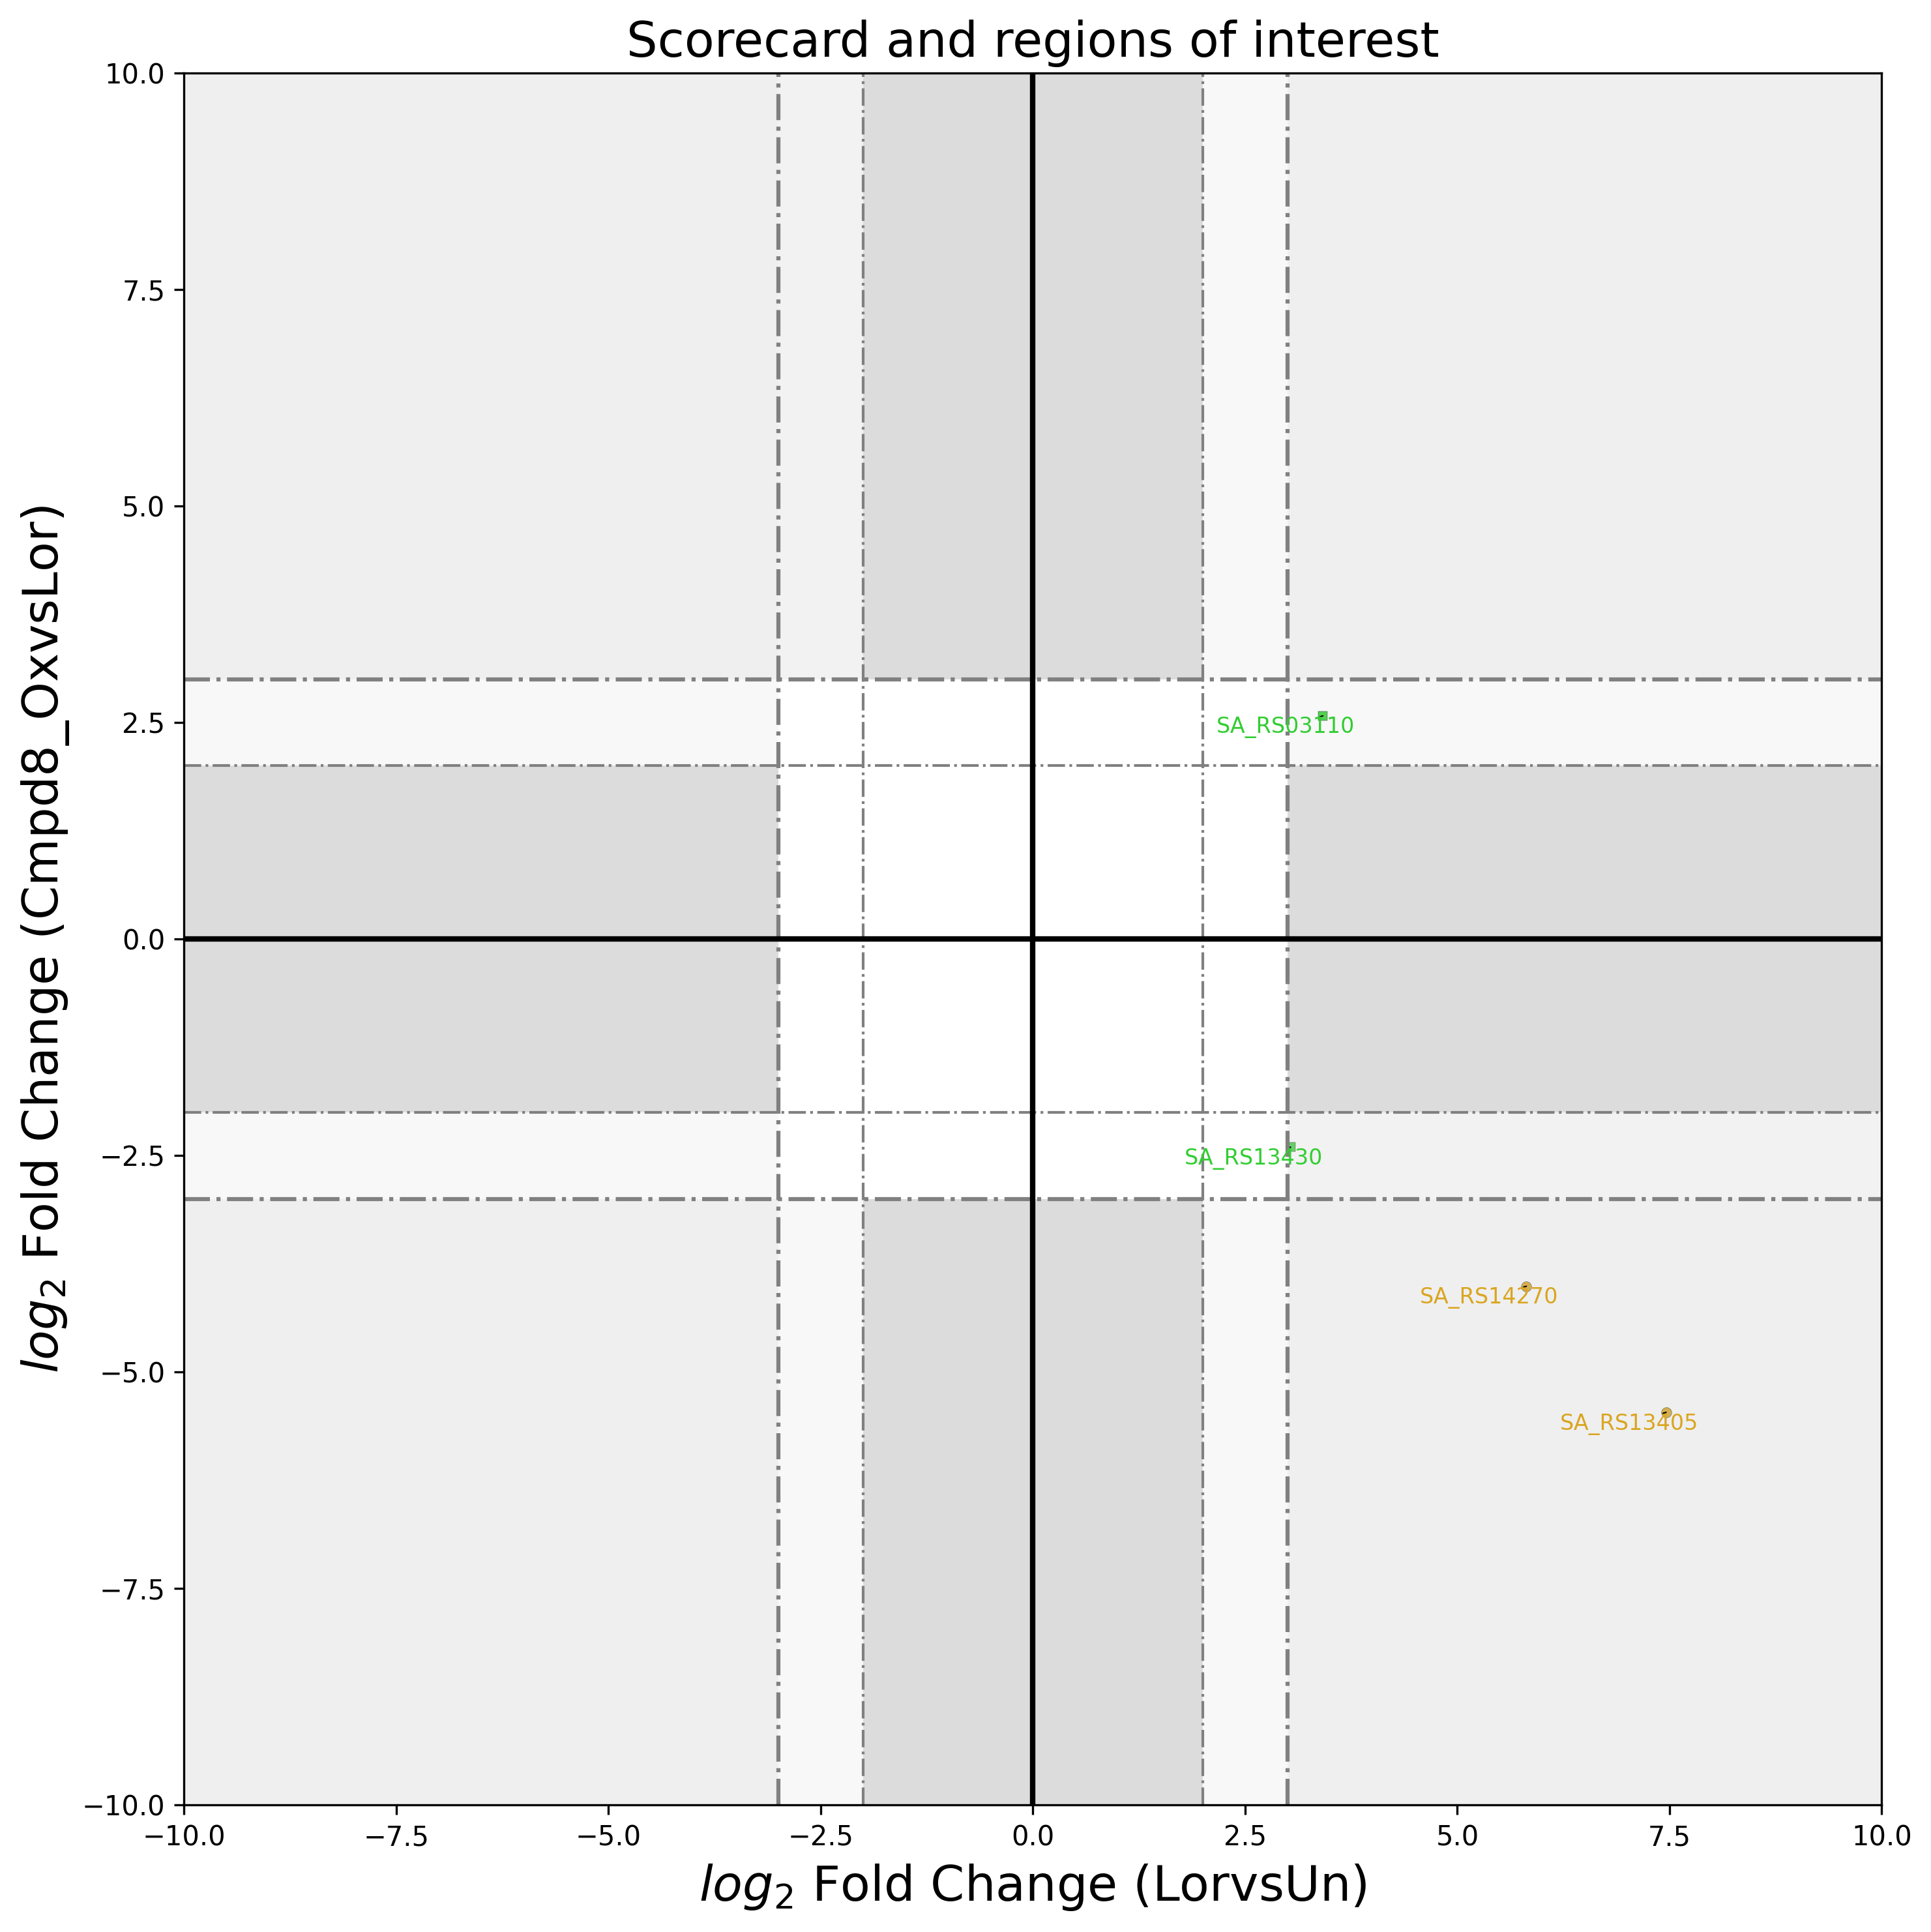 Scorecard and regions of interest
10.0
7.5
5.0
2.5
0.0
−2.5
−5.0
−7.5
−10.0
log2 Fold Change (Cmpd8_OxvsLor)
SA_RS03110
SA_RS13430
SA_RS14270
SA_RS13405
−10.0 −7.5 −5.0 −2.5 0.0 2.5 5.0 7.5 10.0
log2 Fold Change (LorvsUn)